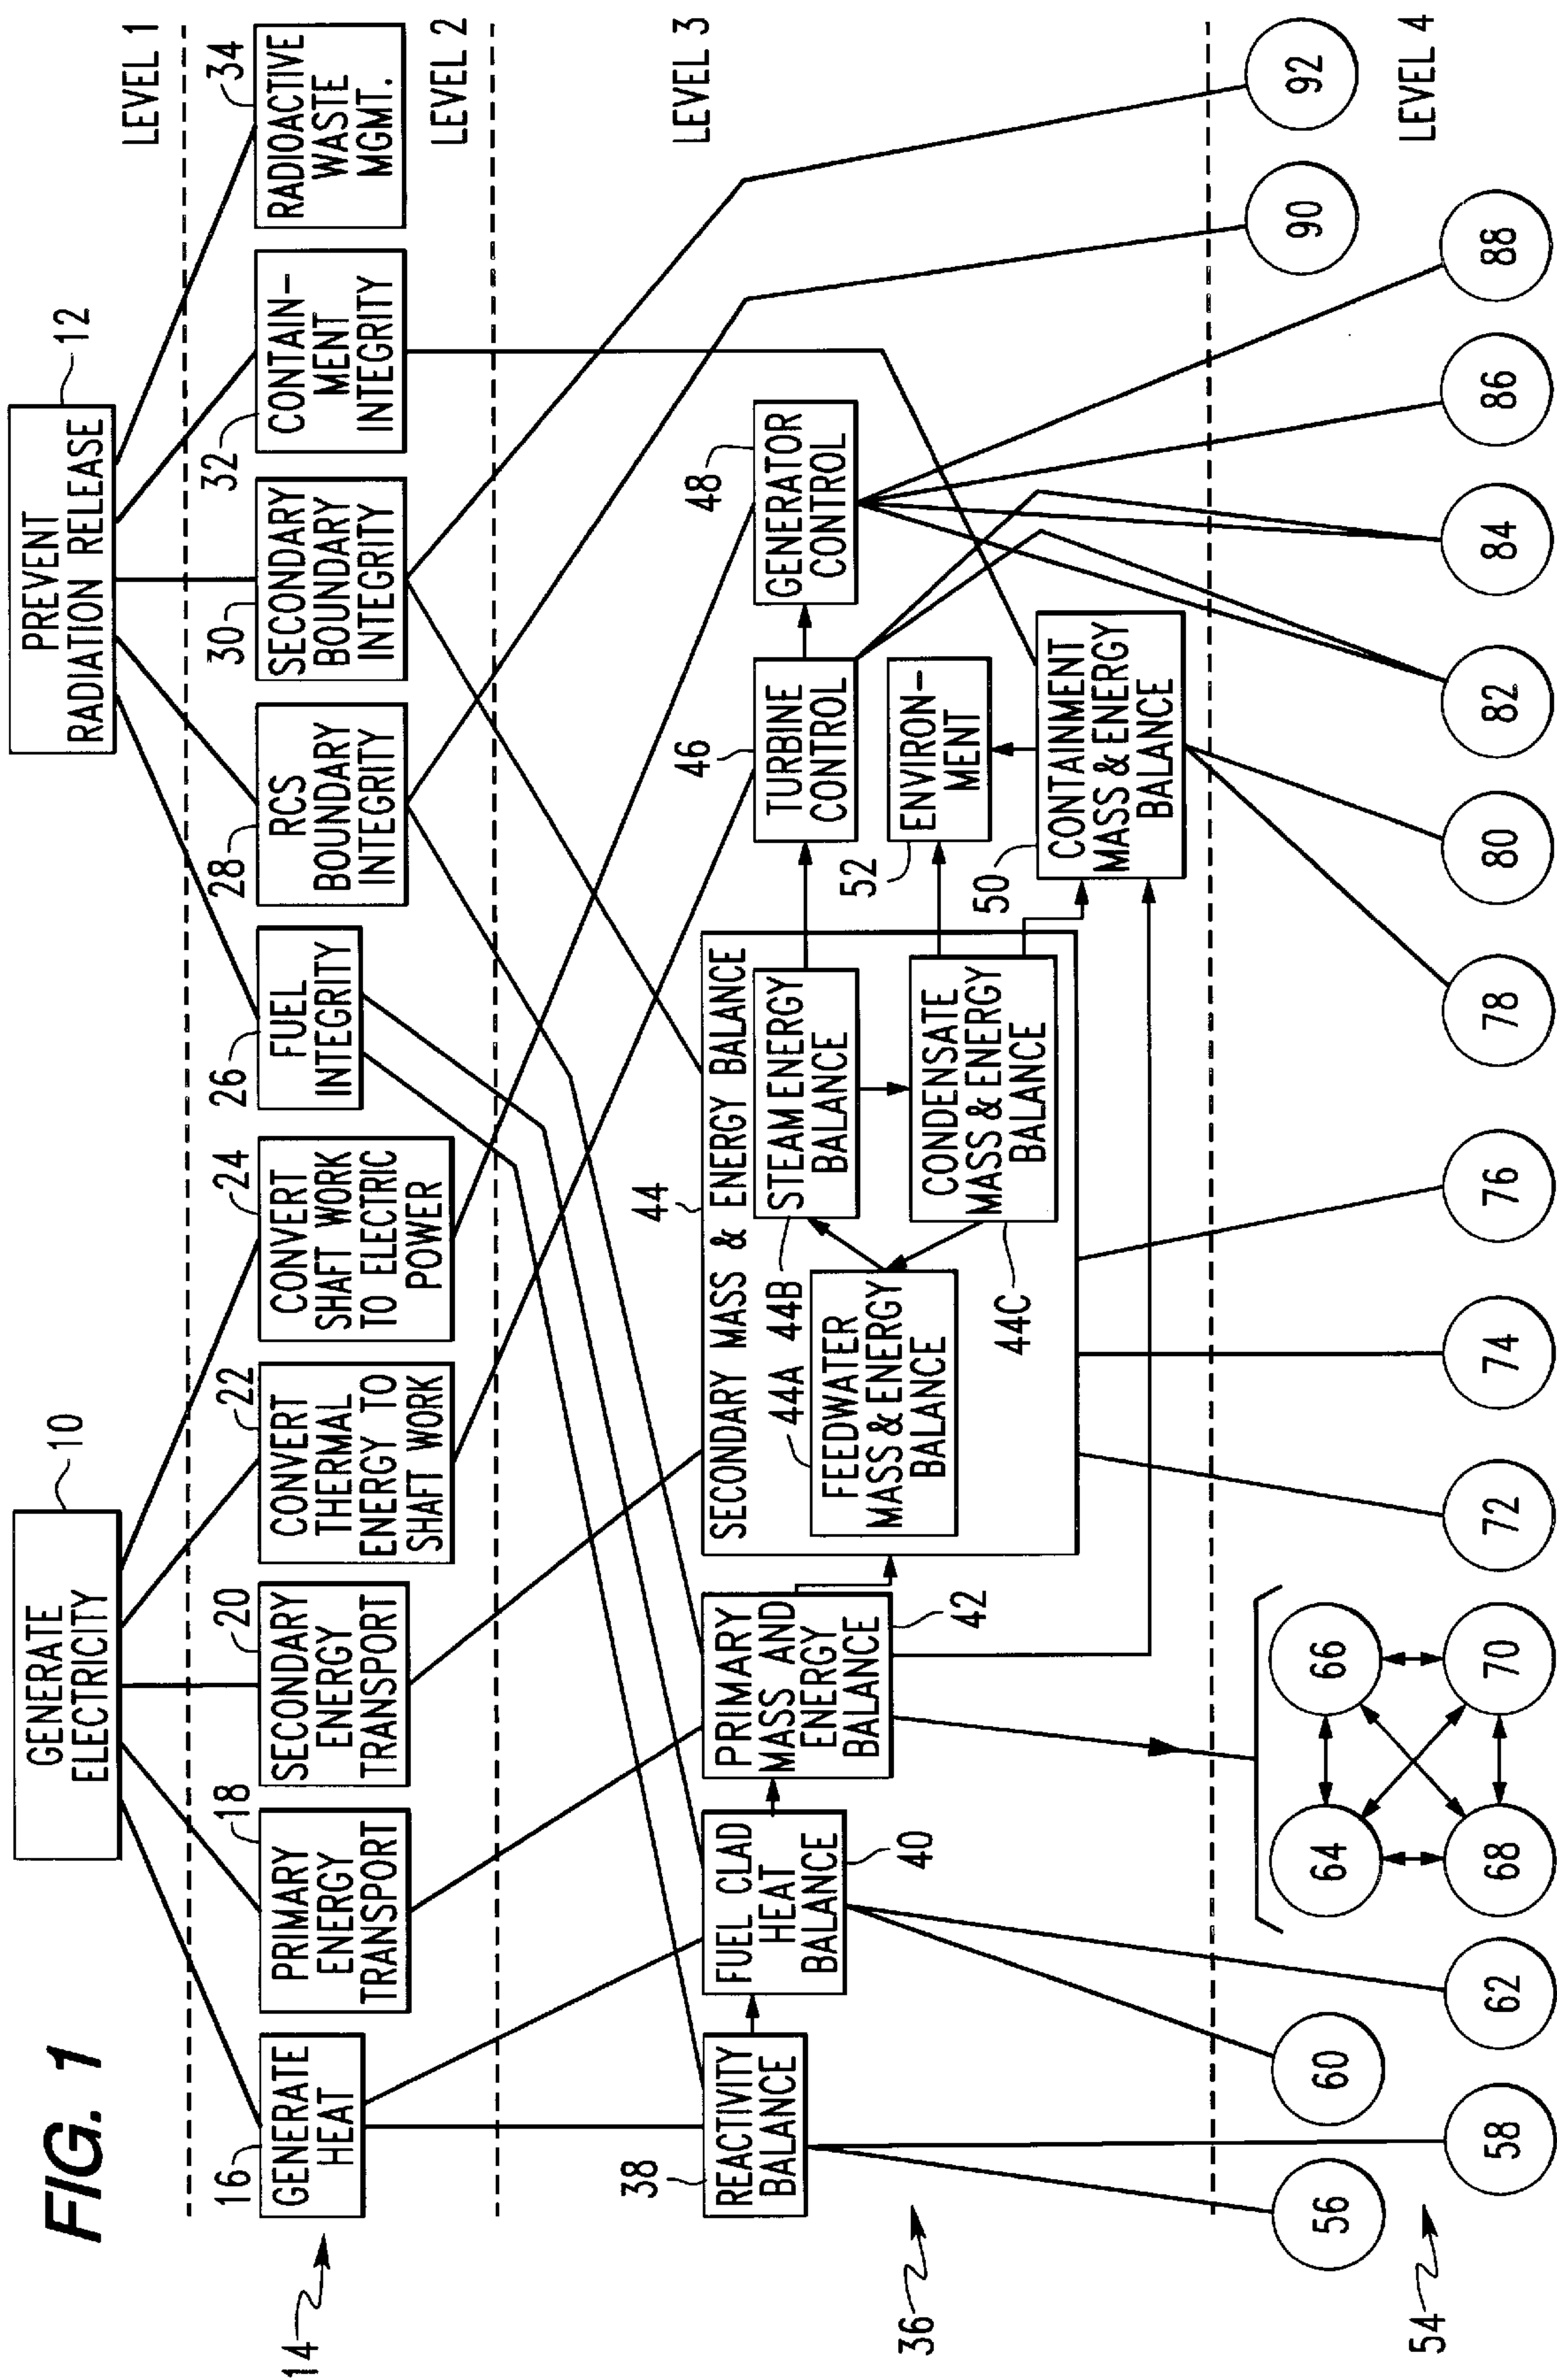 FIG. 1
GENERATE
ELECTRICITY
10
PREVENT
RADIATION RELEASE
12
LEVEL 1
14
16
GENERATE
HEAT
18
PRIMARY
ENERGY
TRANSPORT
20
SECONDARY
ENERGY
TRANSPORT
22
CONVERT
THERMAL
ENERGY TO
SHAFT WORK
24
CONVERT
SHAFT WORK
TO ELECTRIC
POWER
26
FUEL
INTEGRITY
28
RCS
BOUNDARY
INTEGRITY
30
SECONDARY
BOUNDARY
INTEGRITY
32
CONTAIN-
MENT
INTEGRITY
34
RADIOACTIVE
WASTE
MGMT.
LEVEL 2
36
38
REACTIVITY
BALANCE
FUEL CLAD
HEAT
BALANCE
40
PRIMARY
MASS AND
ENERGY
BALANCE
42
44
SECONDARY MASS & ENERGY BALANCE
44A
FEEDWATER
MASS & ENERGY
BALANCE
44B
STEAM ENERGY
BALANCE
44C
CONDENSATE
MASS & ENERGY
BALANCE
46
TURBINE
CONTROL
48
GENERATOR
CONTROL
52
ENVIRON-
MENT
50
CONTAINMENT
MASS & ENERGY
BALANCE
LEVEL 3
54
56
58
60
62
64
66
68
70
72
74
76
78
80
82
84
86
88
90
92
LEVEL 4